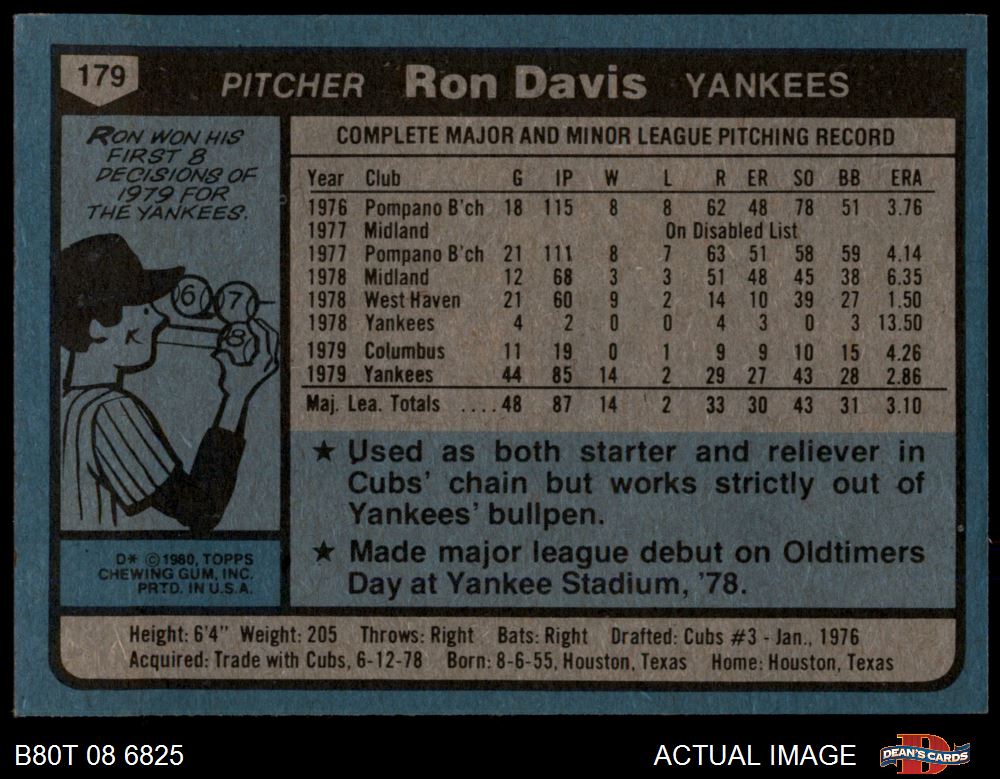 179 PITCHER Ron Davis YANKEES
RON WON HIS
FIRST 8
DECISIONS OF
1979 FOR
THE YANKEES.
6 7
8
K
D* ©1980, TOPPS
CHEWING GUM, INC.
PRTD. IN U.S.A.
COMPLETE MAJOR AND MINOR LEAGUE PITCHING RECORD
Year Club G IP W L R ER SO BB ERA
1976 Pompano B'ch 18 115 8 8 62 48 78 51 3.76
1977 Midland On Disabled List
1977 Pompano B'ch 21 111 8 7 63 51 58 59 4.14
1978 Midland 12 68 3 3 51 48 45 38 6.35
1978 West Haven 21 60 9 2 14 10 39 27 1.50
1978 Yankees 4 2 0 0 4 3 0 3 13.50
1979 Columbus 11 19 0 1 9 9 10 15 4.26
1979 Yankees 44 85 14 2 29 27 43 28 2.86
Maj. Lea. Totals ....48 87 14 2 33 30 43 31 3.10
★ Used as both starter and reliever in
Cubs' chain but works strictly out of
Yankees' bullpen.
★ Made major league debut on Oldtimers
Day at Yankee Stadium, '78.
Height: 6'4" Weight: 205 Throws: Right Bats: Right Drafted: Cubs #3 - Jan., 1976
Acquired: Trade with Cubs, 6-12-78 Born: 8-6-55, Houston, Texas Home: Houston, Texas
B80T 08 6825 ACTUAL IMAGE D DEAN'S CARDS